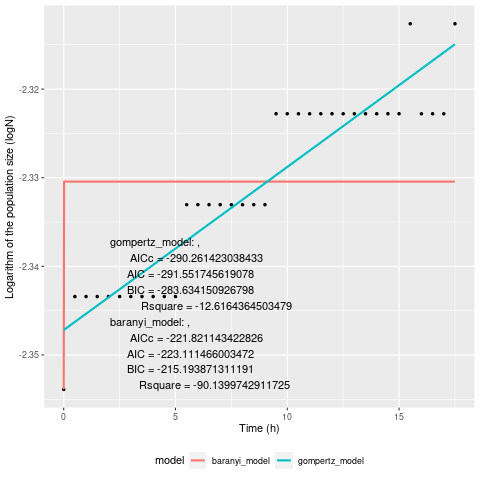 -2.32
-2.33
-2.34
-2.35
Logarithm of the population size (logN)
gompertz_model: ,
AICc = -290.261423038433
AIC = -291.551745619078
BIC = -283.634150926798
Rsquare = -12.6164364503479
baranyi_model: ,
AICc = -221.821143422826
AIC = -223.111466003472
BIC = -215.193871311191
Rsquare = -90.1399742911725
0 5 10 15
Time (h)
model baranyi_model gompertz_model